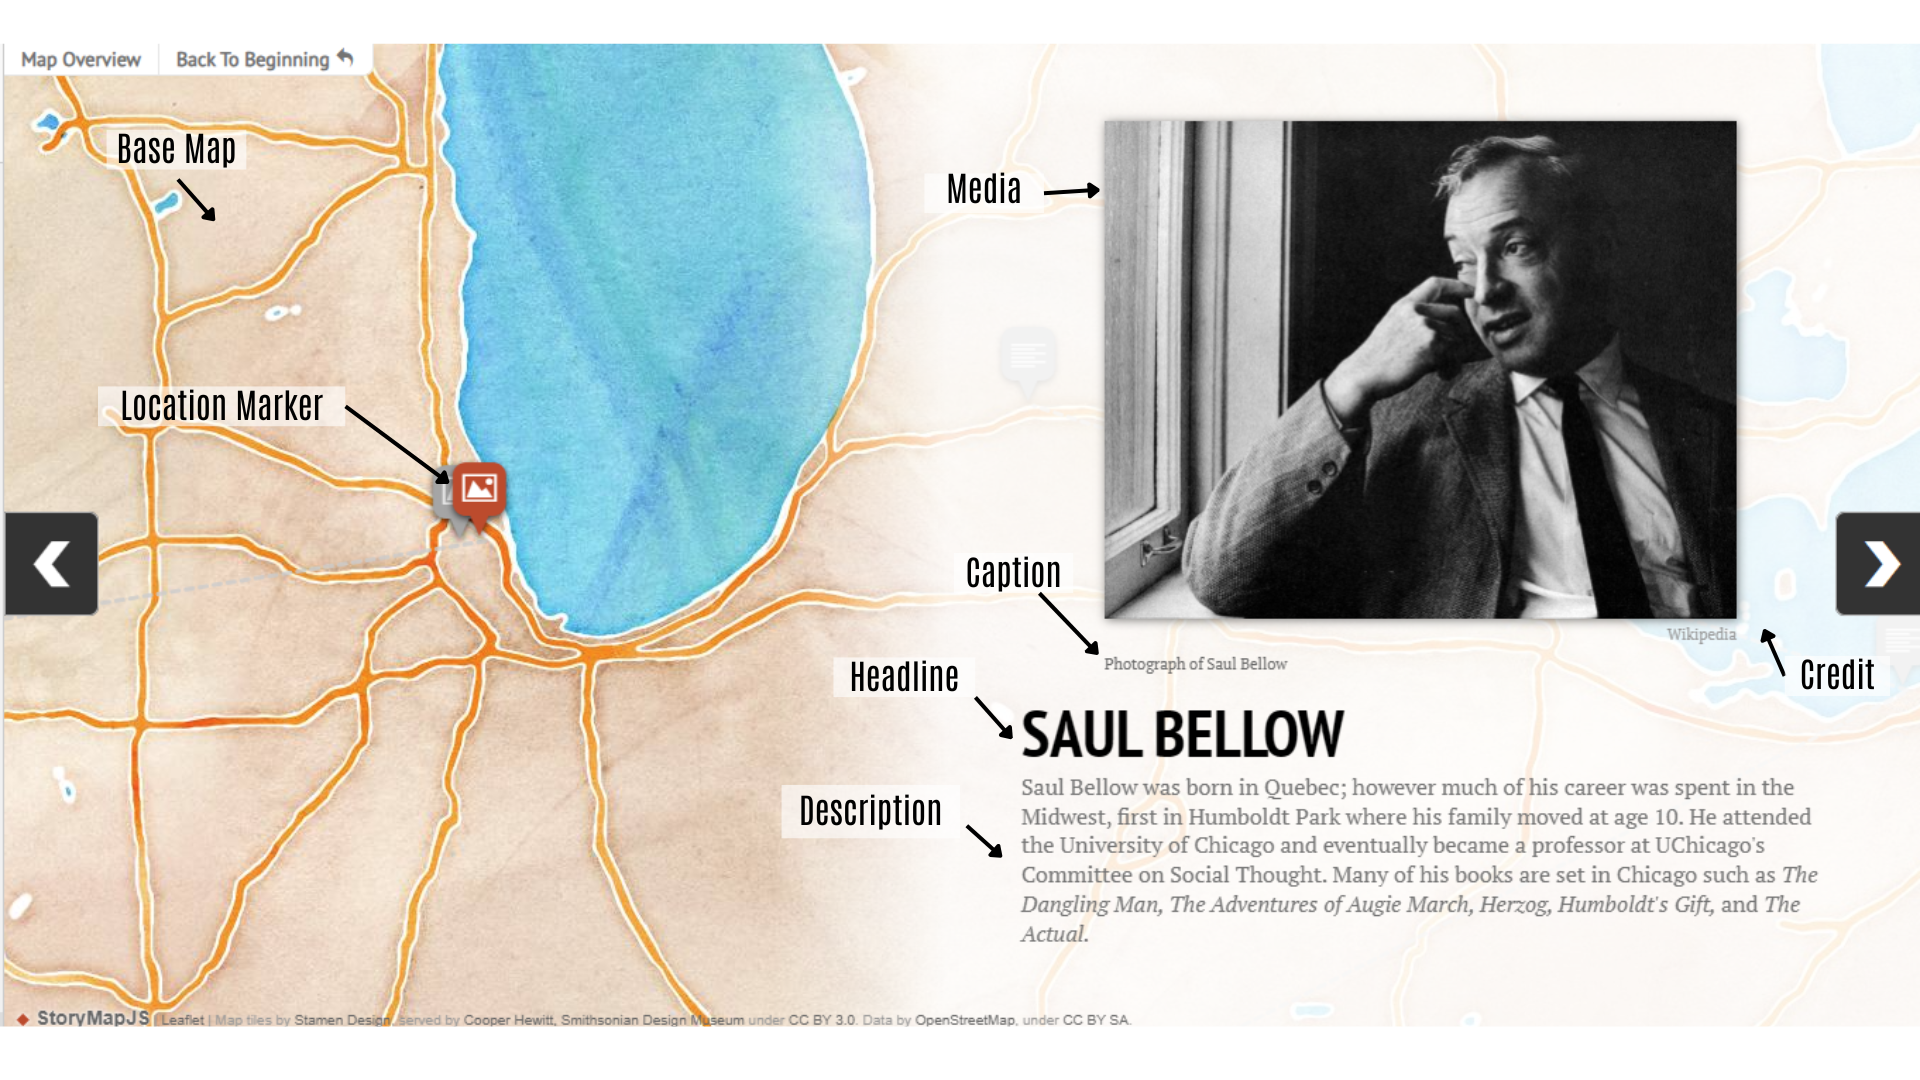 Map Overview
Back To Beginning
Base Map
Media
Location Marker
Caption
Wikipedia
Photograph of Saul Bellow
Credit
Headline
SAUL BELLOW
Description
Saul Bellow was born in Quebec; however much of his career was spent in the
Midwest, first in Humboldt Park where his family moved at age 10. He attended
the University of Chicago and eventually became a professor at UChicago's
Committee on Social Thought. Many of his books are set in Chicago such as The
Dangling Man, The Adventures of Augie March, Herzog, Humboldt's Gift, and The
Actual.
StoryMapJS Leaflet | Map tiles by Stamen Design, served by Cooper Hewitt, Smithsonian Design Museum under CC BY 3.0. Data by OpenStreetMap, under CC BY SA.